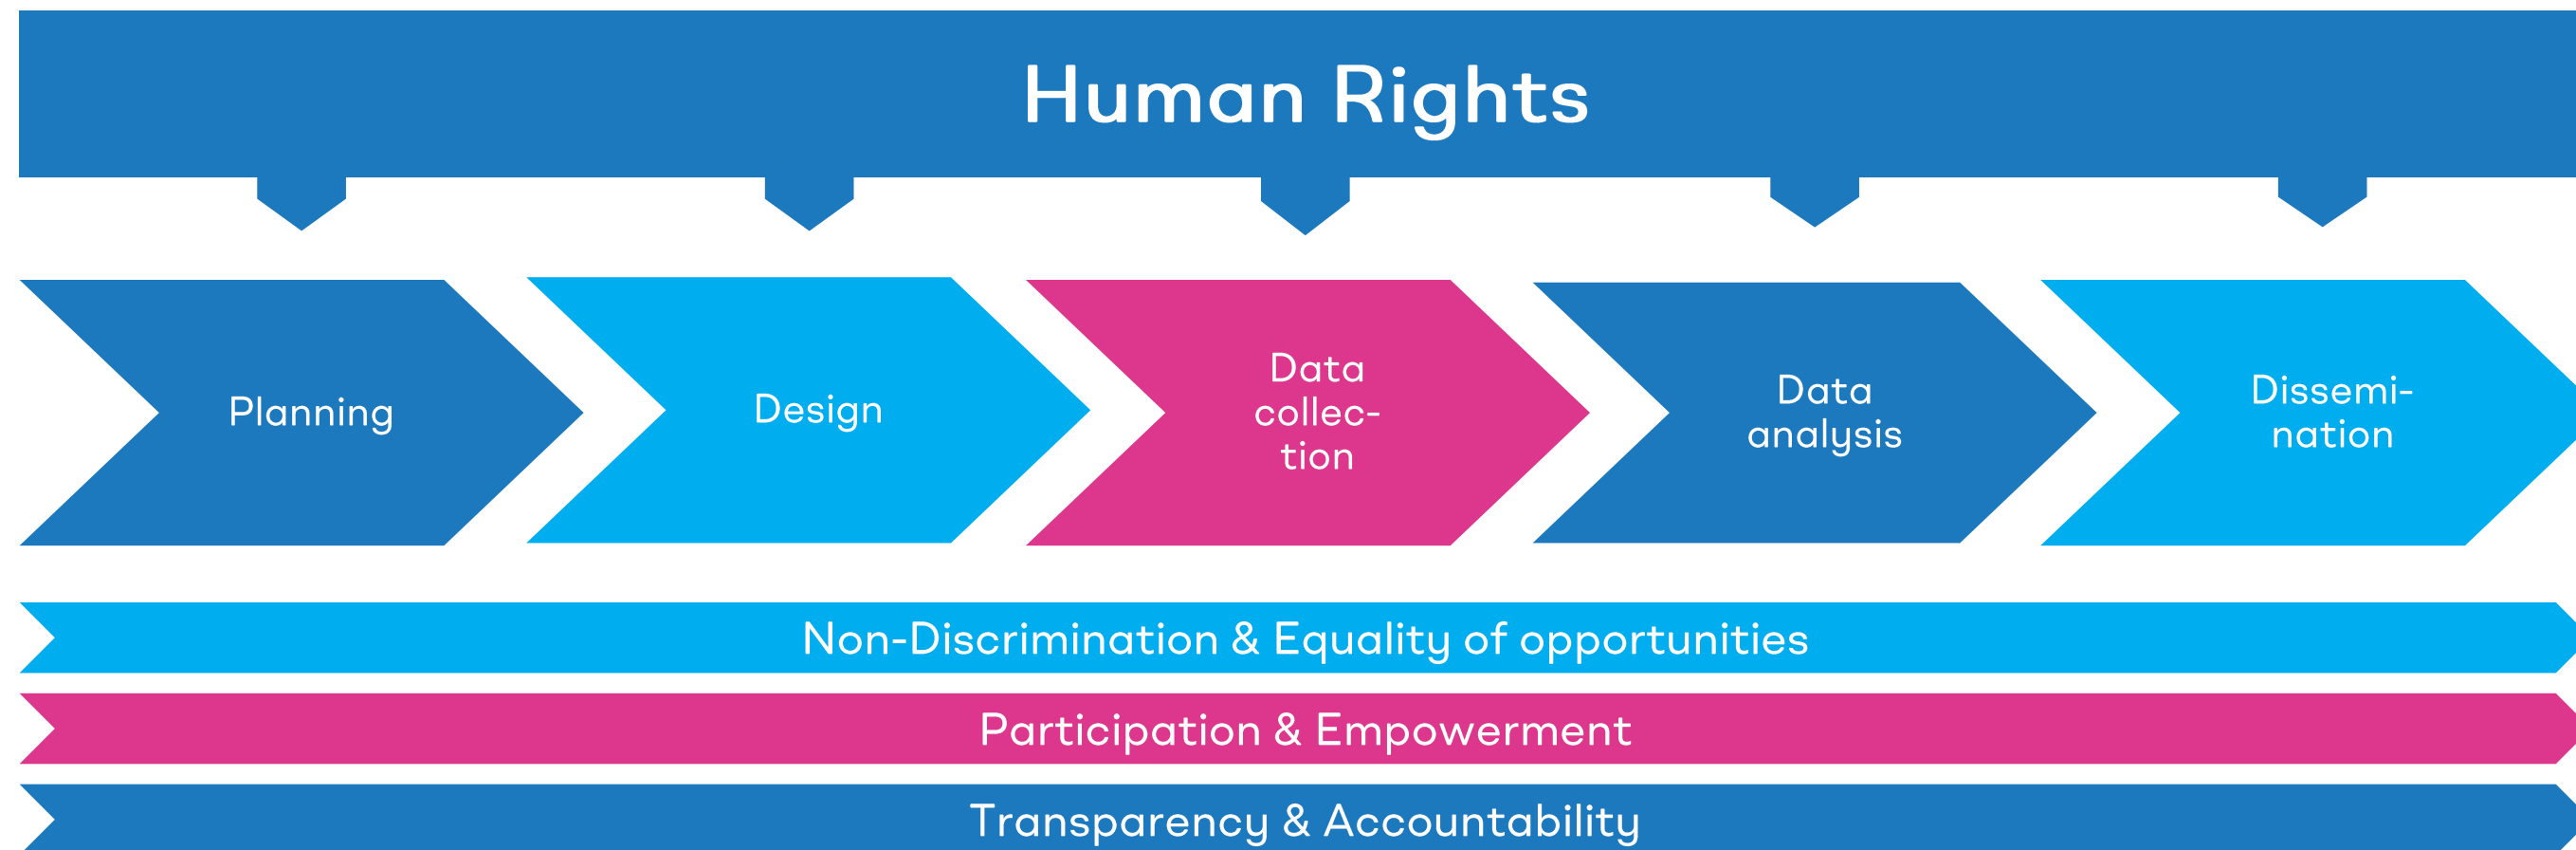 Human Rights
Planning
Design
Data
collec-
tion
Data
analysis
Dissemi-
nation
Non-Discrimination & Equality of opportunities
Participation & Empowerment
Transparency & Accountability